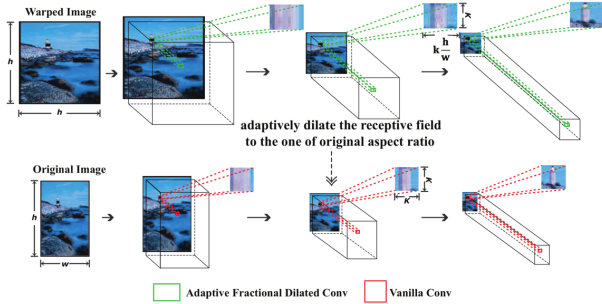 Warped Image
h
h
K
k h/w
adaptively dilate the receptive field
to the one of original aspect ratio
Original Image
h
w
K
K
Adaptive Fractional Dilated Conv
Vanilla Conv